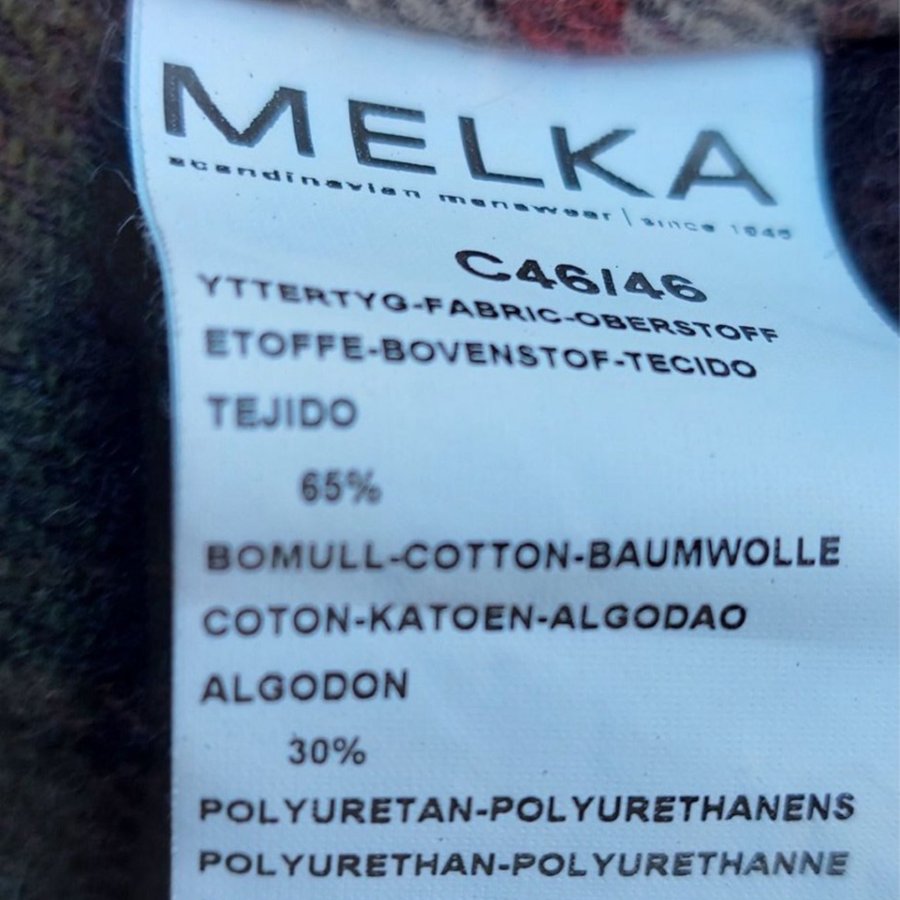 MELKA
scandinavian menswear | since 1945
C46/46
YTTERTYG-FABRIC-OBERSTOFF
ETOFFE-BOVENSTOF-TECIDO
TEJIDO
65%
BOMULL-COTTON-BAUMWOLLE
COTON-KATOEN-ALGODAO
ALGODON
30%
POLYURETAN-POLYURETHANENS
POLYURETHAN-POLYURETHANNE